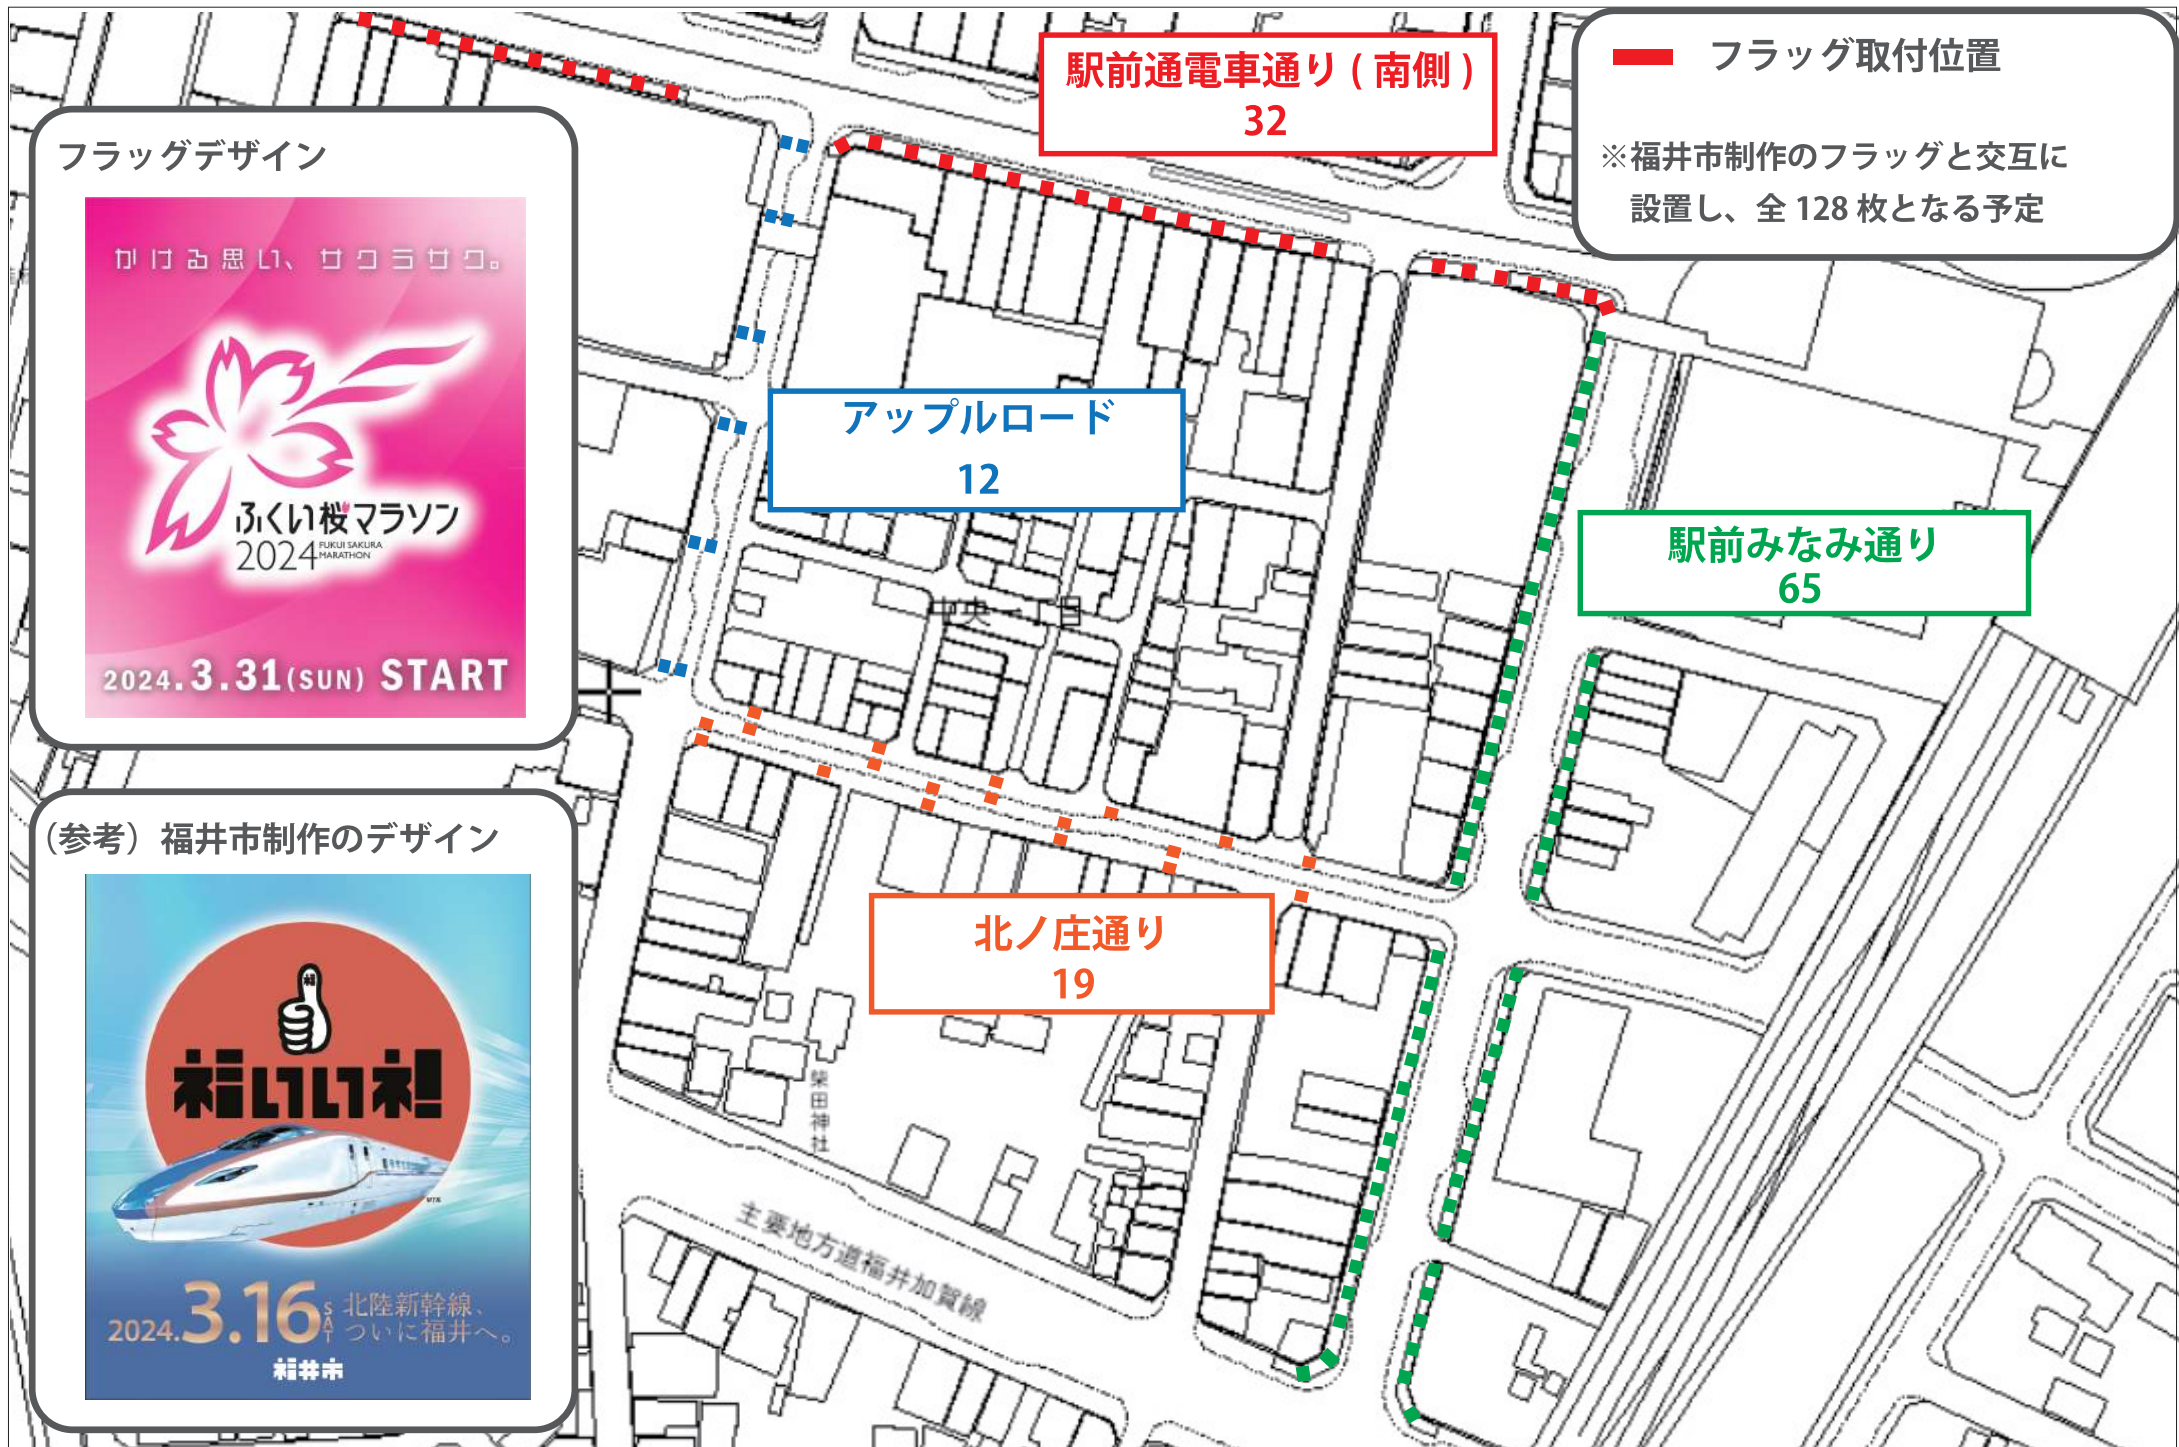 駅前通電車通り ( 南側 )
32
フラッグ取付位置
※福井市制作のフラッグと交互に
設置し、全 128 枚となる予定
フラッグデザイン
かける思い、サクラサク。
ふくい桜マラソン
2024 FUKUI SAKURA
MARATHON
2024.3.31(SUN) START
アップルロード
12
駅前みなみ通り
65
中央一丁目
（参考）福井市制作のデザイン
福
福いいネ!
2024.3.16 SAT 北陸新幹線、
ついに福井へ。
福井市
北ノ庄通り
19
柴田神社
主要地方道福井加賀線